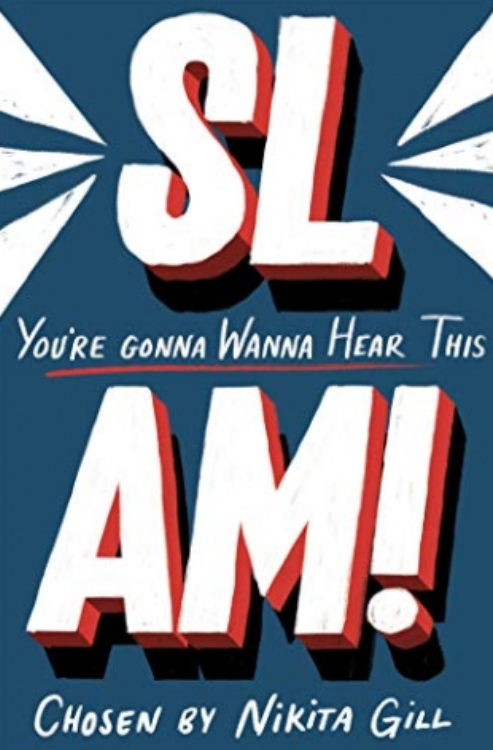 SL
YOU'RE GONNA WANNA HEAR THIS
AM!
CHOSEN BY NIKITA GILL